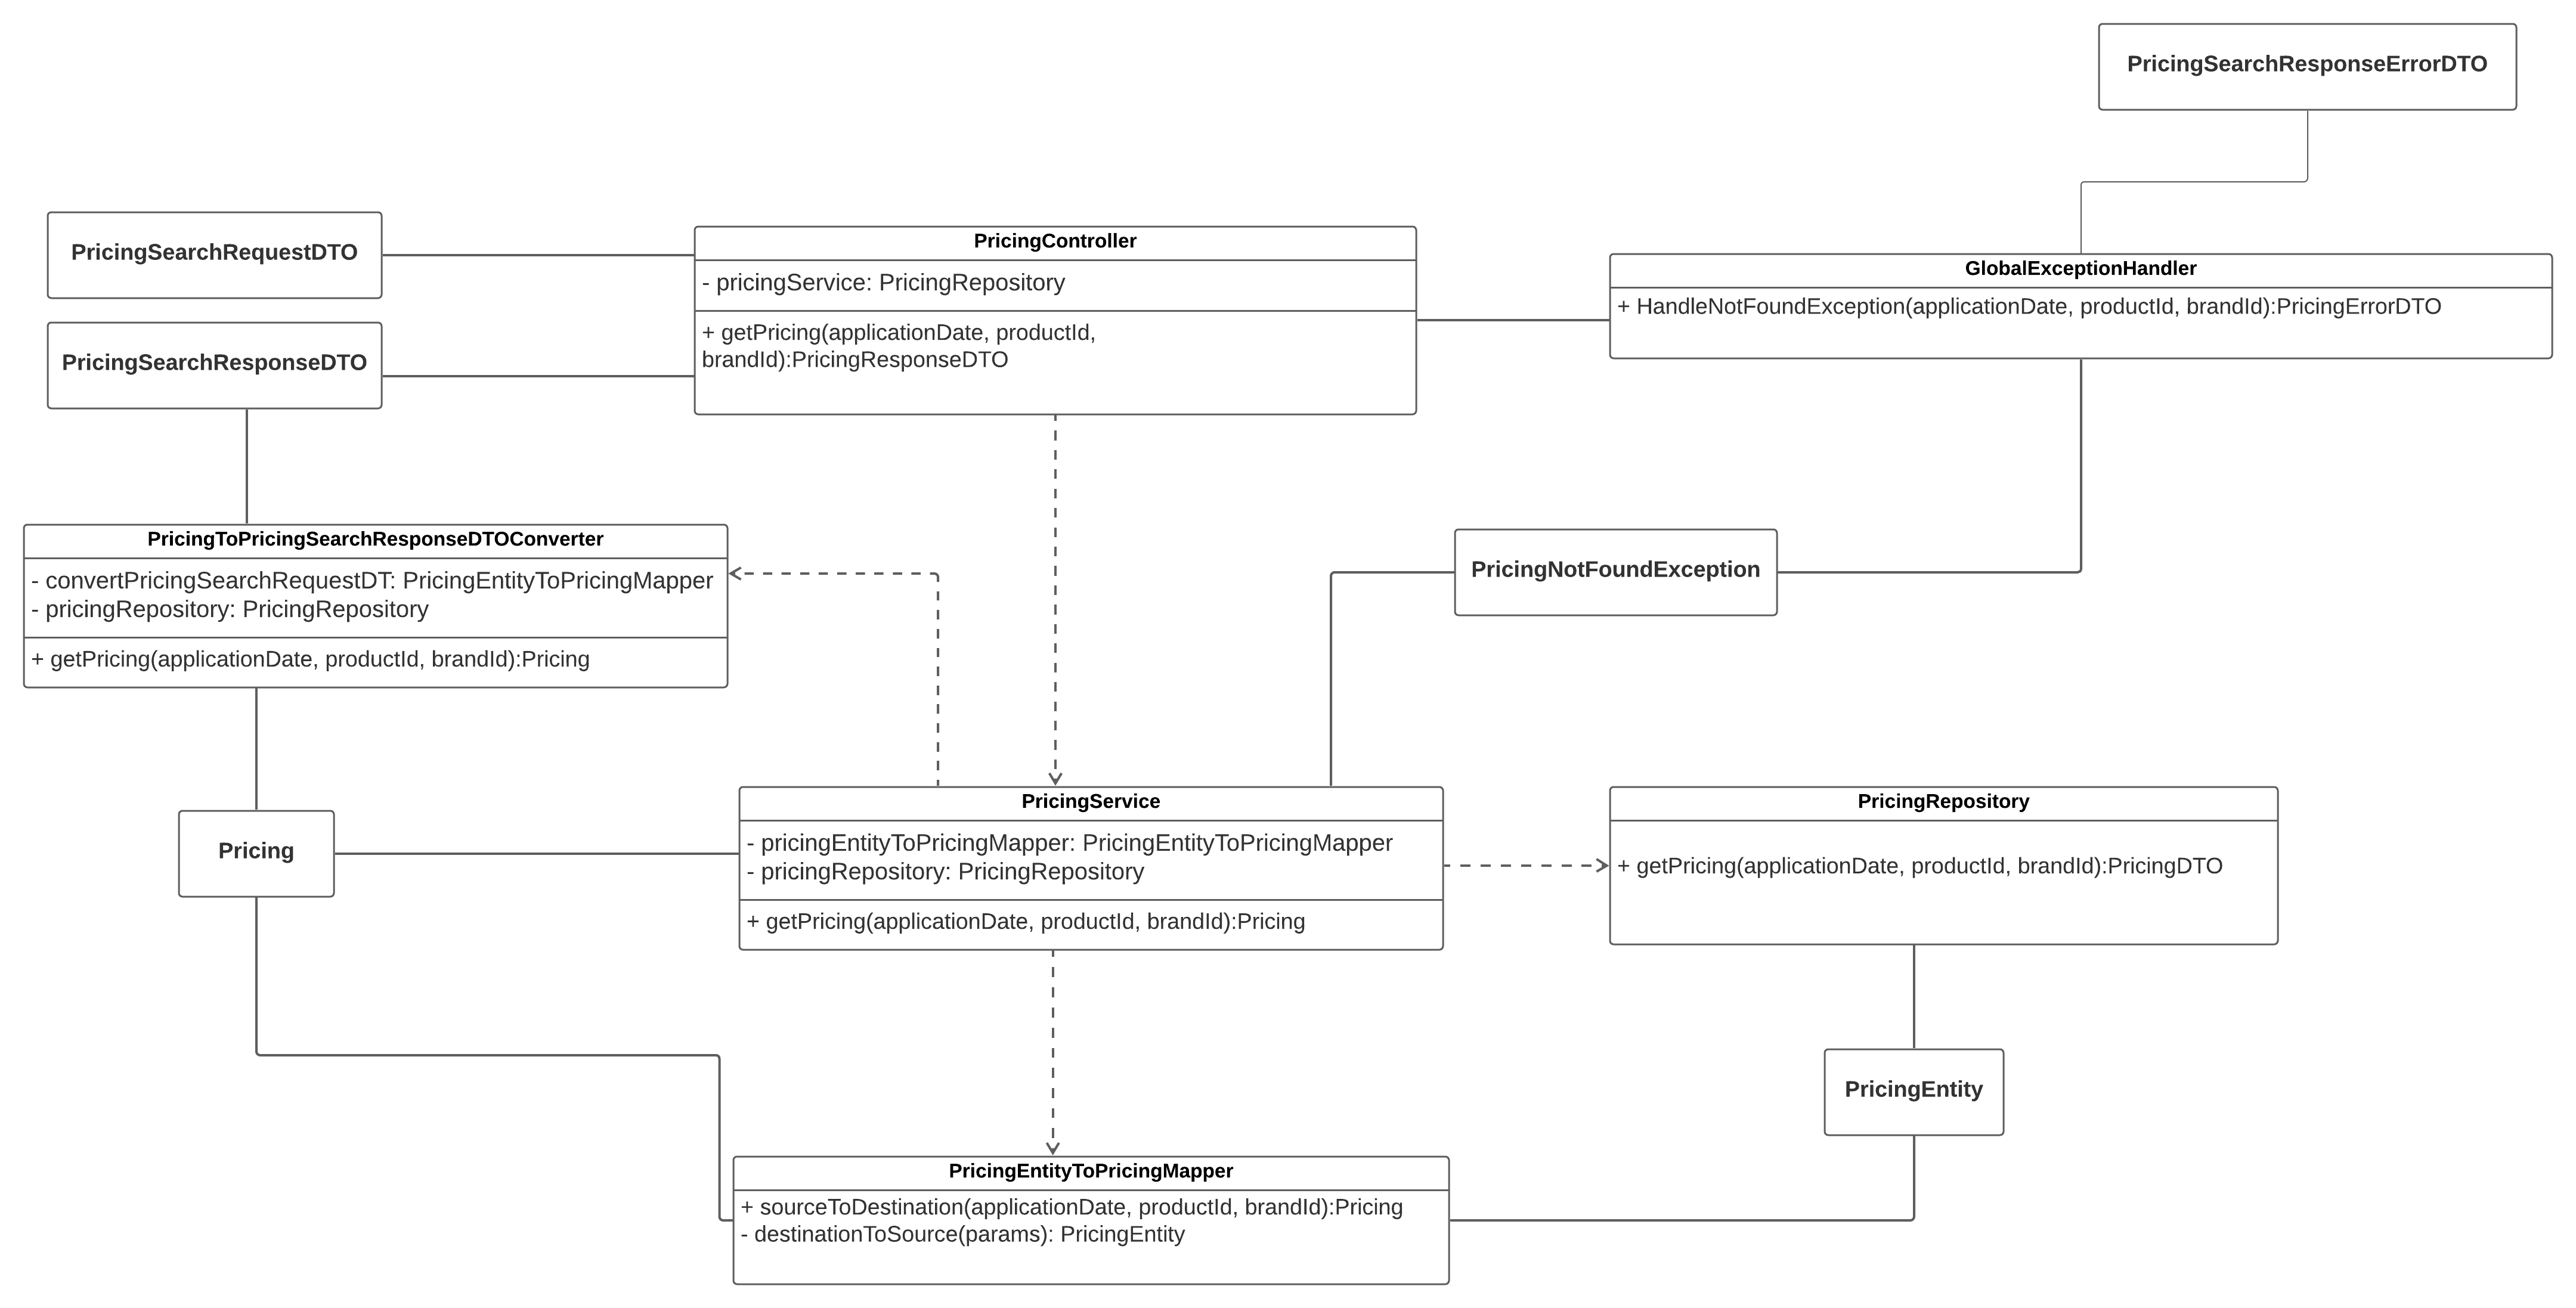 PricingSearchResponseErrorDTO
PricingSearchRequestDTO
PricingController
- pricingService: PricingRepository
+ getPricing(applicationDate, productId,
brandId):PricingResponseDTO
GlobalExceptionHandler
+ HandleNotFoundException(applicationDate, productId, brandId):PricingErrorDTO
PricingSearchResponseDTO
PricingToPricingSearchResponseDTOConverter
- convertPricingSearchRequestDT: PricingEntityToPricingMapper
- pricingRepository: PricingRepository
+ getPricing(applicationDate, productId, brandId):Pricing
PricingNotFoundException
Pricing
PricingService
- pricingEntityToPricingMapper: PricingEntityToPricingMapper
- pricingRepository: PricingRepository
+ getPricing(applicationDate, productId, brandId):Pricing
PricingRepository
+ getPricing(applicationDate, productId, brandId):PricingDTO
PricingEntity
PricingEntityToPricingMapper
+ sourceToDestination(applicationDate, productId, brandId):Pricing
- destinationToSource(params): PricingEntity